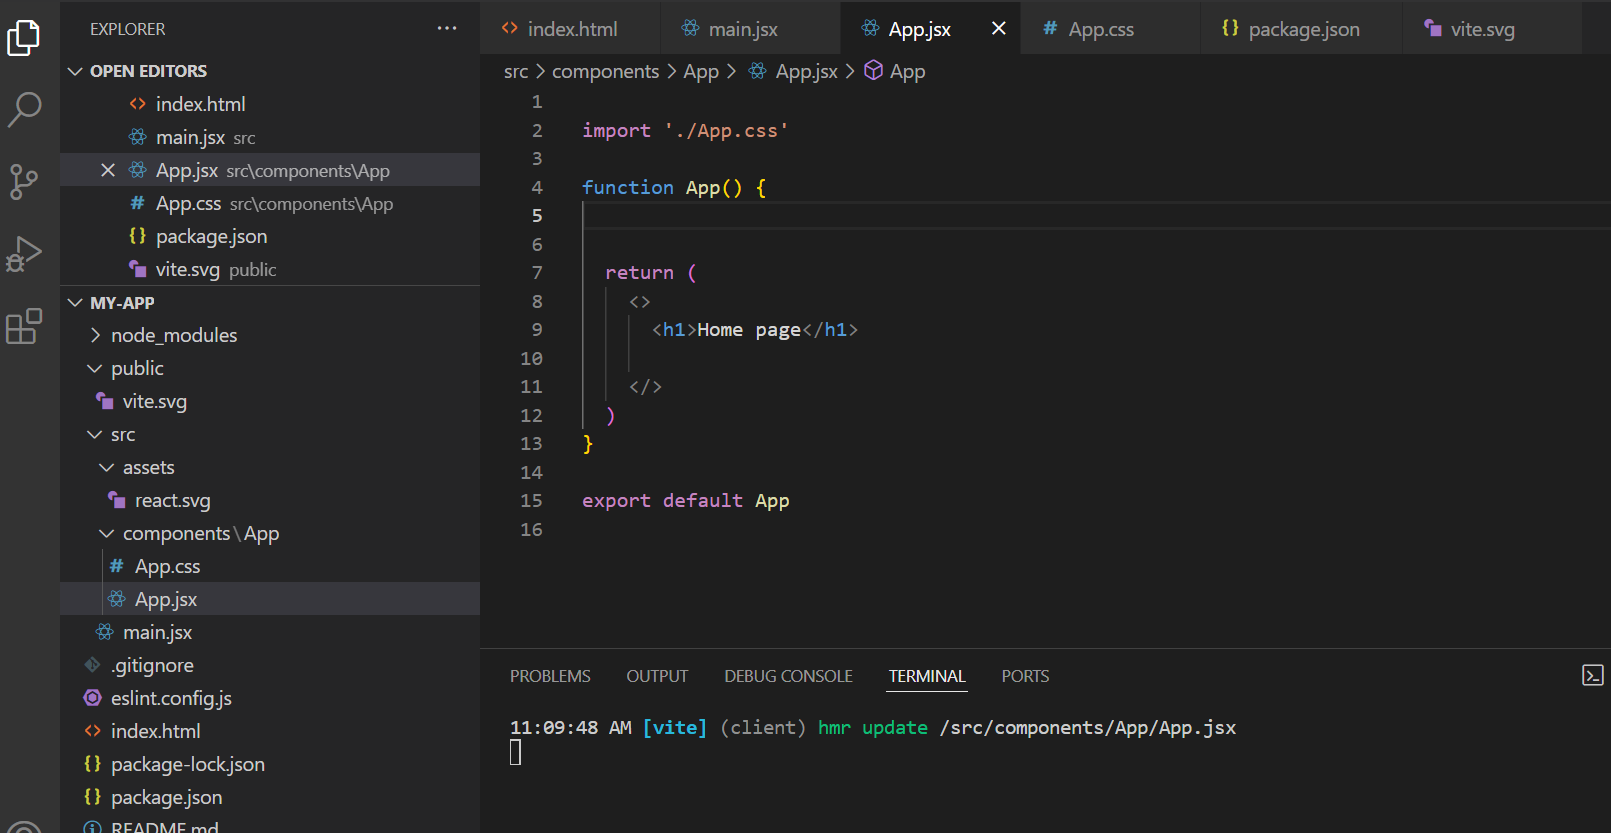 EXPLORER ···
OPEN EDITORS
index.html
main.jsx src
App.jsx src\components\App
App.css src\components\App
package.json
vite.svg public
MY-APP
node_modules
public
vite.svg
src
assets
react.svg
components\App
App.css
App.jsx
main.jsx
.gitignore
eslint.config.js
index.html
package-lock.json
package.json
README.md
index.html main.jsx App.jsx App.css package.json vite.svg
src > components > App > App.jsx > App
1
2 import './App.css'
3
4 function App() {
5
6
7 return (
8 <>
9 <h1>Home page</h1>
10
11 </>
12 )
13 }
14
15 export default App
16
PROBLEMS OUTPUT DEBUG CONSOLE TERMINAL PORTS
11:09:48 AM [vite] (client) hmr update /src/components/App/App.jsx